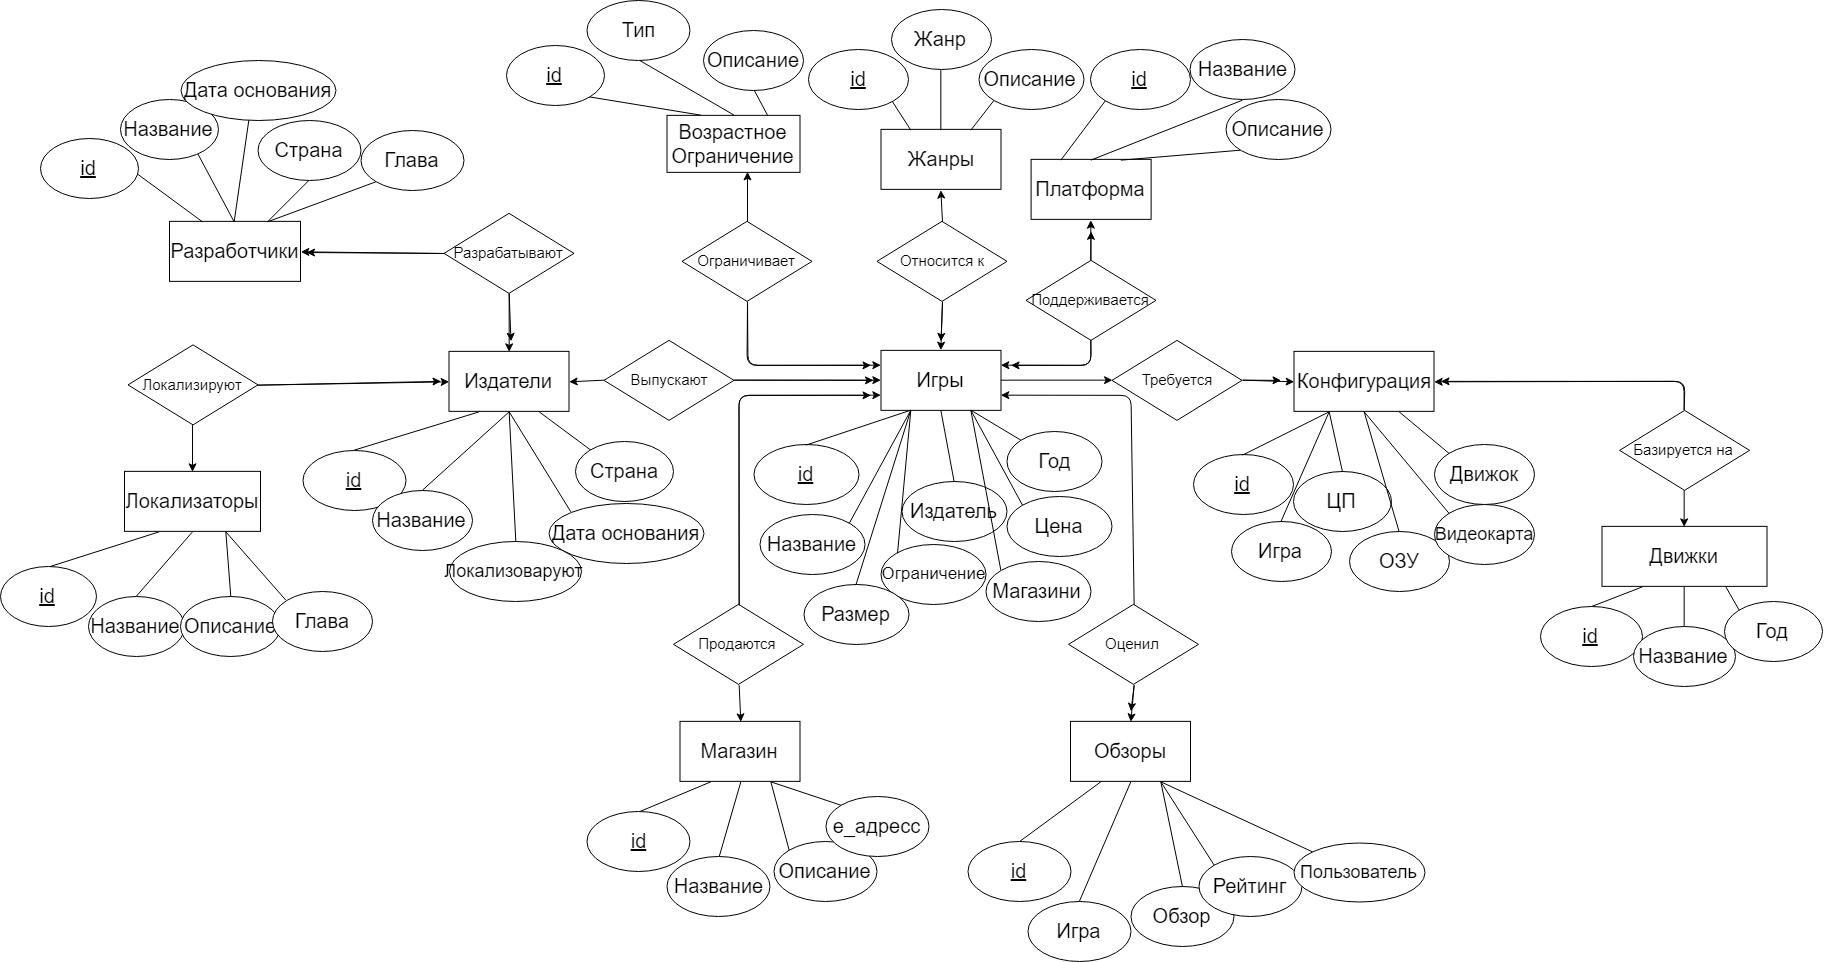 Дата основания
Название
id
Страна
Глава
Разработчики
Разрабатывают
Тип
id
Описание
Возрастное
Ограничение
Ограничивает
Жанр
id
Описание
Жанры
Относится к
id
Название
Описание
Платформа
Поддерживается
Локализируют
Издатели
Выпускают
Игры
Требуется
Конфигурация
Базируется на
Локализаторы
id
Название
Описание
Глава
id
Название
Локализоваруют
Дата основания
Страна
id
Название
Размер
Ограничение
Издатель
Магазини
Цена
Год
id
Игра
ЦП
ОЗУ
Видеокарта
Движок
Движки
id
Название
Год
Продаются
Оценил
Магазин
id
Название
Описание
е_адресс
Обзоры
id
Игра
Обзор
Рейтинг
Пользователь